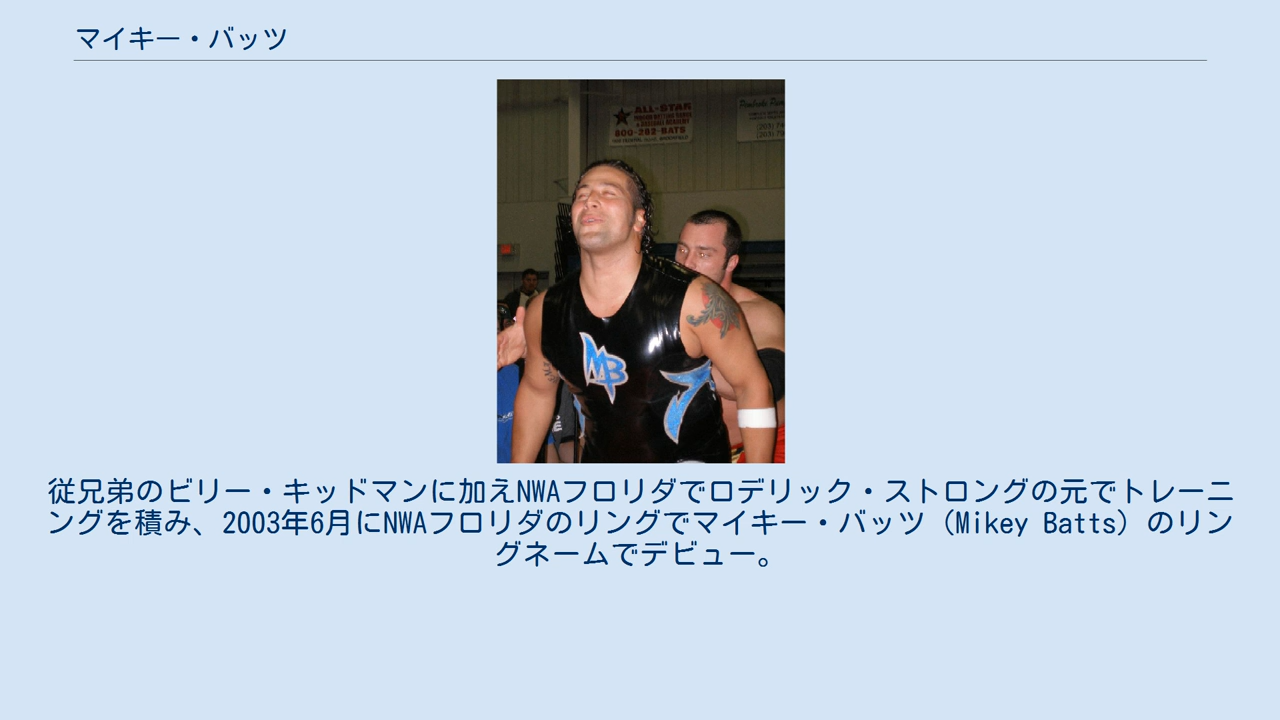 マイキー・バッツ
ALL-STAR
800-282-BATS
MB
従兄弟のビリー・キッドマンに加えNWAフロリダでロデリック・ストロングの元でトレーニ
ングを積み、2003年6月にNWAフロリダのリングでマイキー・バッツ（Mikey Batts）のリン
グネームでデビュー。